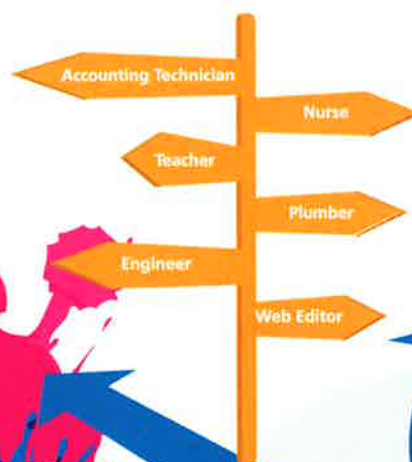 Accounting Technician
Nurse
Teacher
Plumber
Engineer
Web Editor